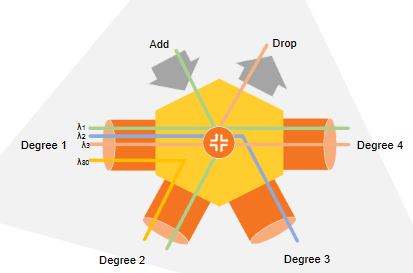 Add
Drop
λ1
λ2
Degree 1
λ3
Degree 4
λ80
Degree 2
Degree 3